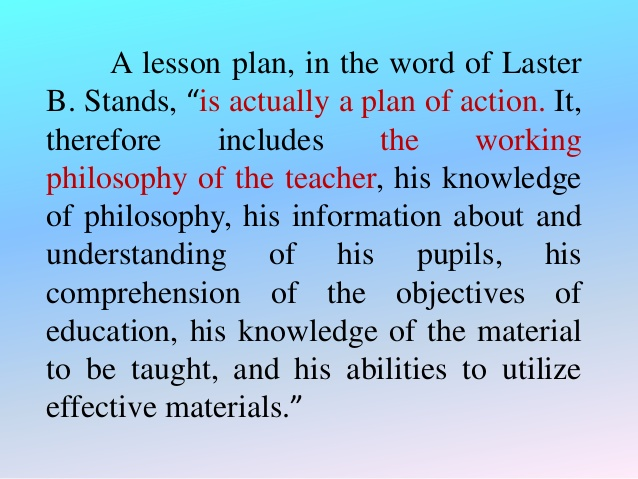 A lesson plan, in the word of Laster
B. Stands, “is actually a plan of action. It,
therefore includes the working
philosophy of the teacher, his knowledge
of philosophy, his information about and
understanding of his pupils, his
comprehension of the objectives of
education, his knowledge of the material
to be taught, and his abilities to utilize
effective materials.”